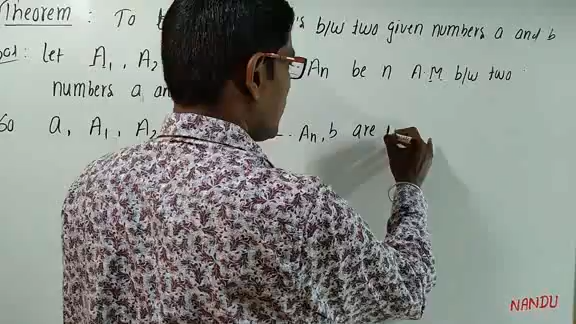 Theorem : To 's b/w two given numbers a and b
let A1, A2 An be n A.M b/w two
numbers a an
So a, A1, A2 .. An, b are
NANDU